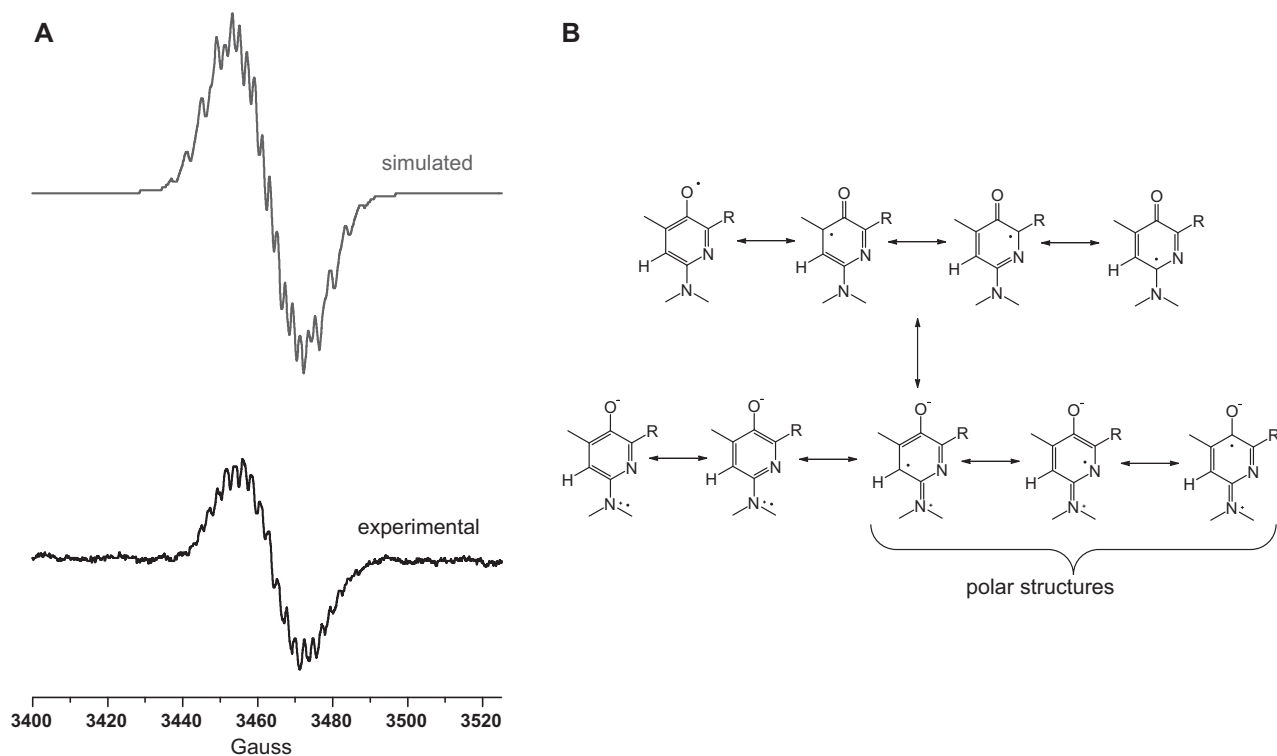 A
B
simulated
experimental
3400 3420 3440 3460 3480 3500 3520
Gauss
O• R H N N
O R H N N
O R H N N
O R H N N
O- R H N N
O- R H N N
O- R H N N+
O- R H N N+
O- R H N N+
polar structures